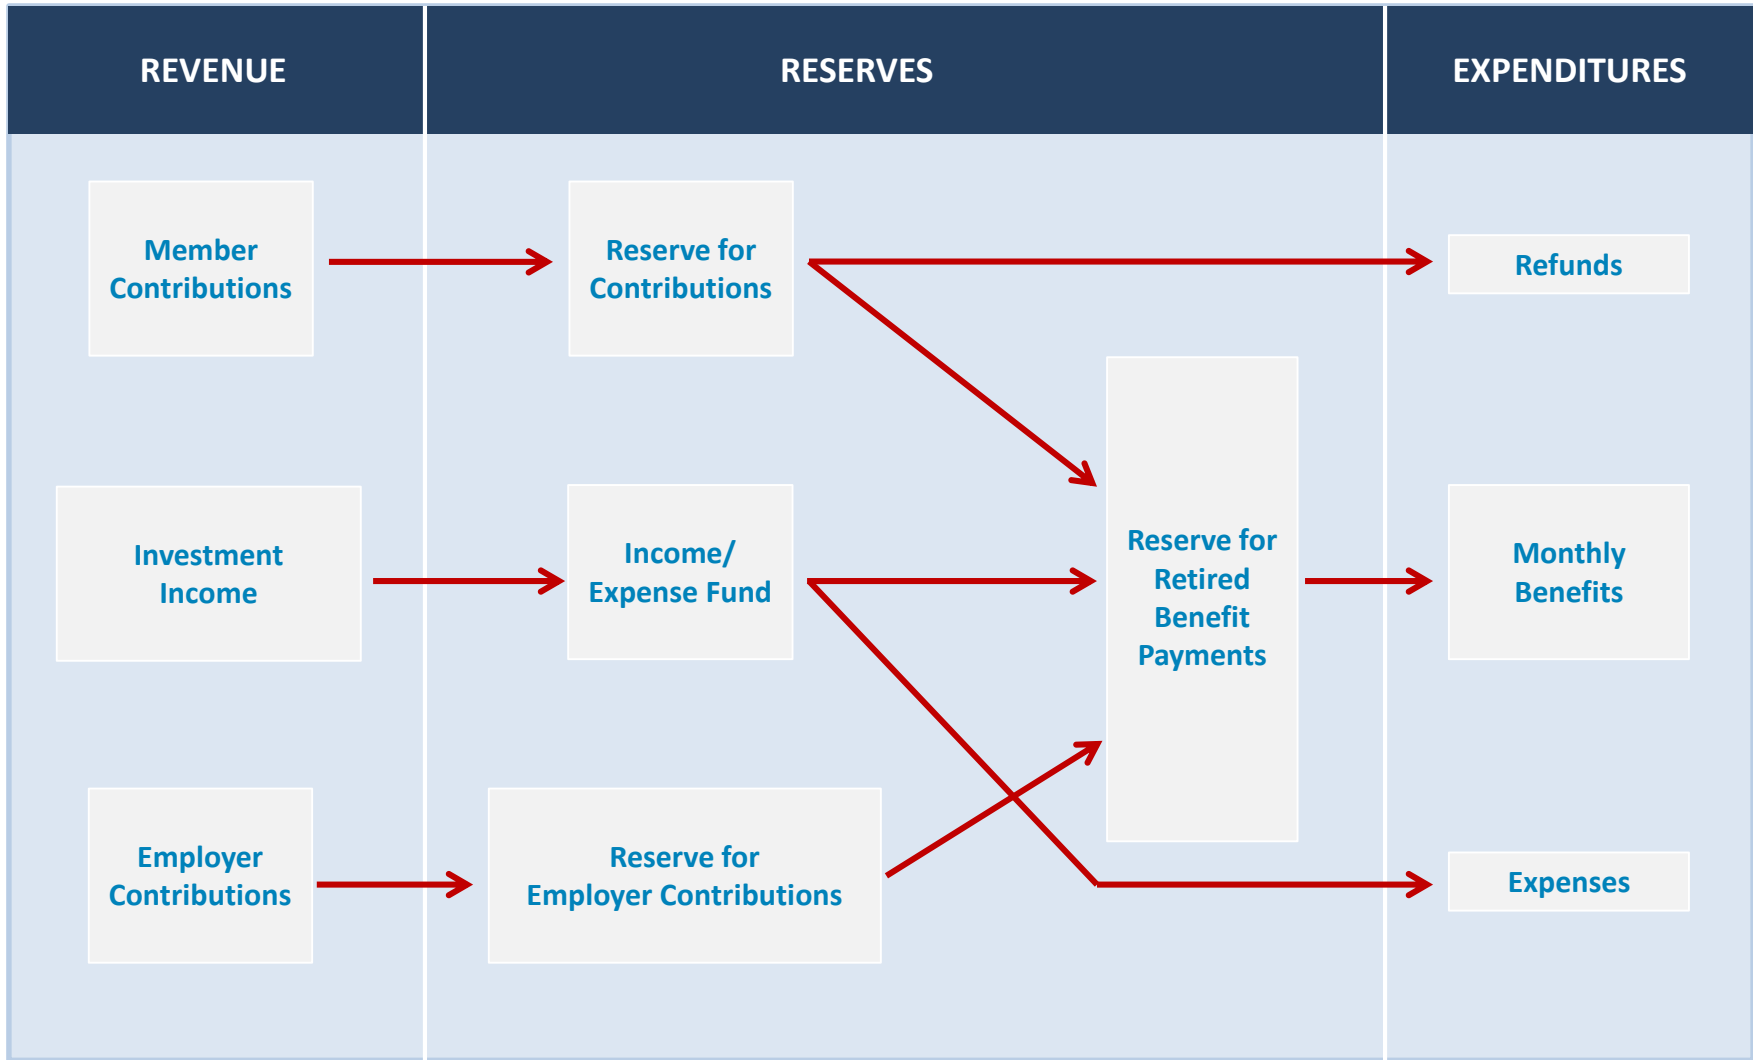 REVENUE
RESERVES
EXPENDITURES
Member
Contributions
Reserve for
Contributions
Refunds
Investment
Income
Income/
Expense Fund
Reserve for
Retired
Benefit
Payments
Monthly
Benefits
Employer
Contributions
Reserve for
Employer Contributions
Expenses